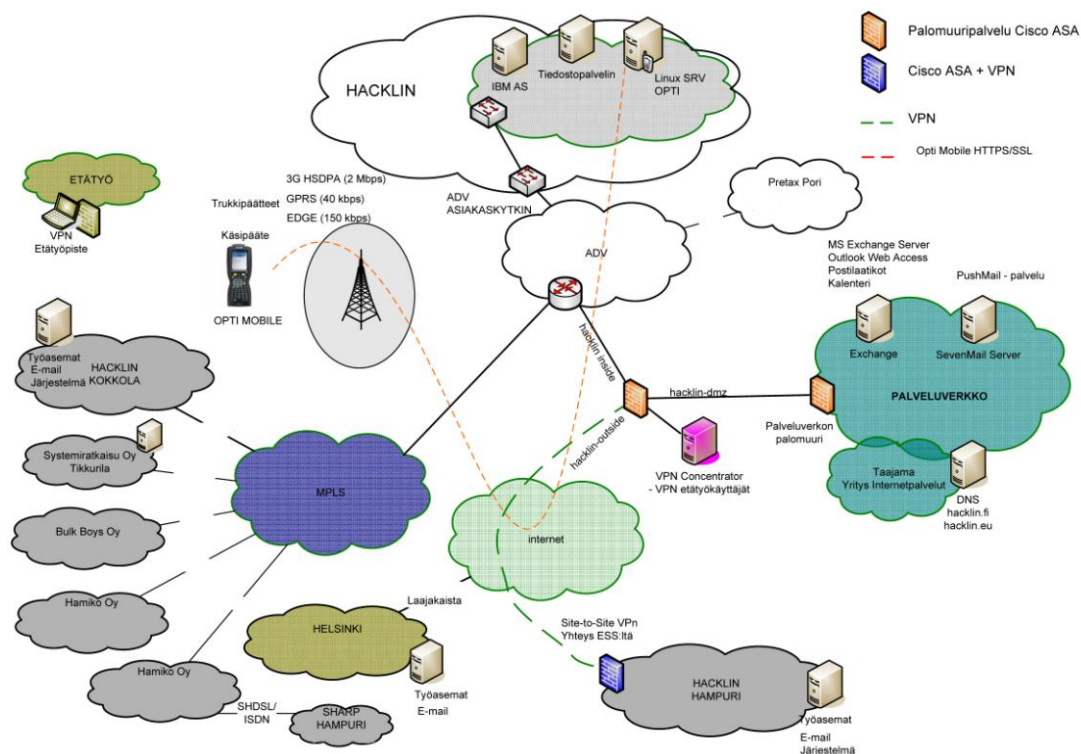 Palomuuripalvelu Cisco ASA
Cisco ASA + VPN
VPN
Opti Mobile HTTPS/SSL
HACKLIN
IBM AS
Tiedostopalvelin
Linux SRV
OPTI
ADV
ASIAKASKYTKIN
Pretax Pori
ETÄTYÖ
VPN
Etätyöpiste
3G HSDPA (2 Mbps)
GPRS (40 kbps)
EDGE (150 kbps)
Trukkipäätteet
Käsipääte
OPTI MOBILE
ADV
MS Exchange Server
Outlook Web Access
Postilaatikot
Kalenteri
PushMail - palvelu
Exchange
SevenMail Server
PALVELUVERKKO
Palveluverkon
palomuuri
hacklin inside
hacklin-dmz
hacklin-outside
VPN Concentrator
- VPN etätyökäyttäjät
Taajama
Yritys Internetpalvelut
DNS
hacklin.fi
hacklin.eu
Työasemat
E-mail
Järjestelmä
HACKLIN
KOKKOLA
Systemiratkaisu Oy
Tikkurila
Bulk Boys Oy
Hamiko Oy
Hamiko Oy
MPLS
internet
Laajakaista
HELSINKI
Työasemat
E-mail
SHDSL/
ISDN
SHARP
HAMPURI
Site-to-Site VPn
Yhteys ESS:ltä
HACKLIN
HAMPURI
Työasemat
E-mail
Järjestelmä